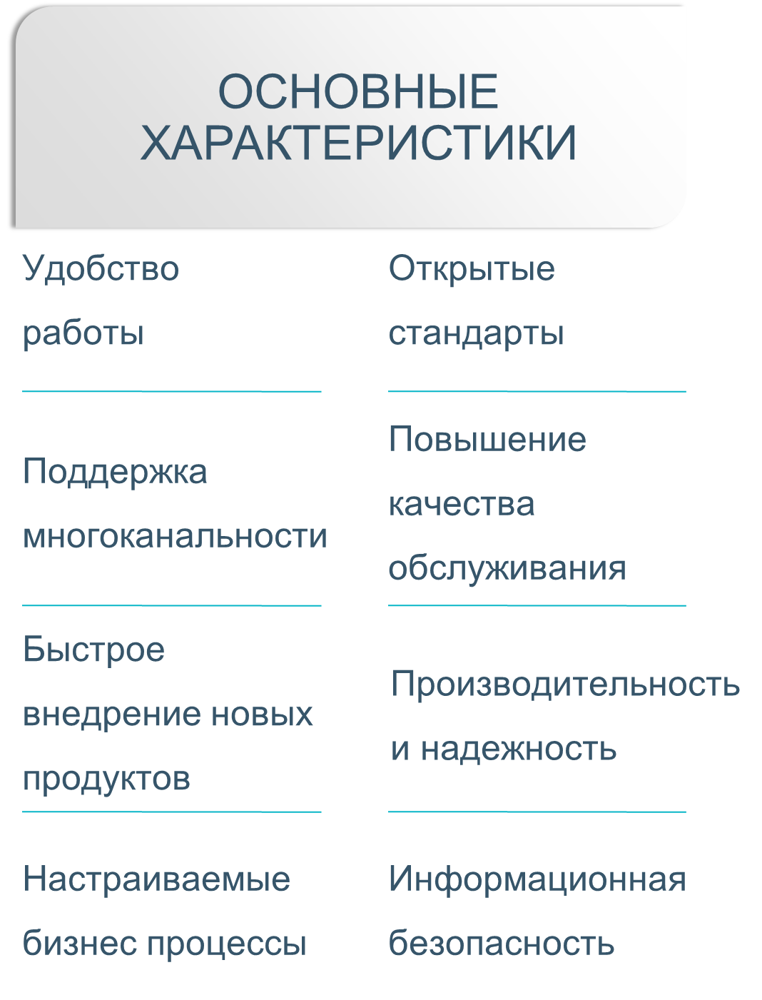 ОСНОВНЫЕ
ХАРАКТЕРИСТИКИ
Удобство
работы
Открытые
стандарты
Поддержка
многоканальности
Повышение
качества
обслуживания
Быстрое
внедрение новых
продуктов
Производительность
и надежность
Настраиваемые
бизнес процессы
Информационная
безопасность